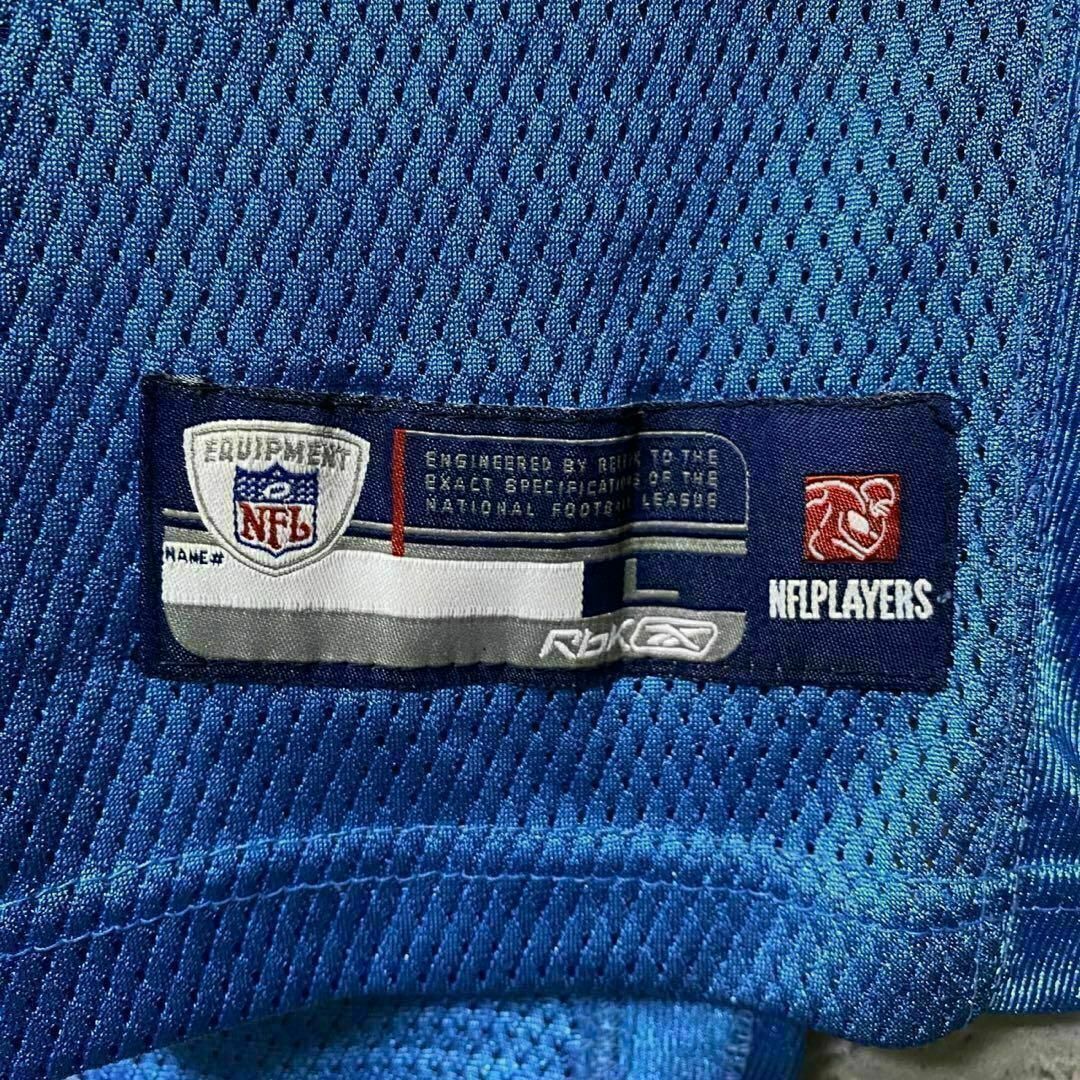 EQUIPMENT
NFL
ENGINEERED BY REEBOK TO THE
EXACT SPECIFICATIONS OF THE
NATIONAL FOOTBALL LEAGUE
NAME#
L
RbK
NFLPLAYERS